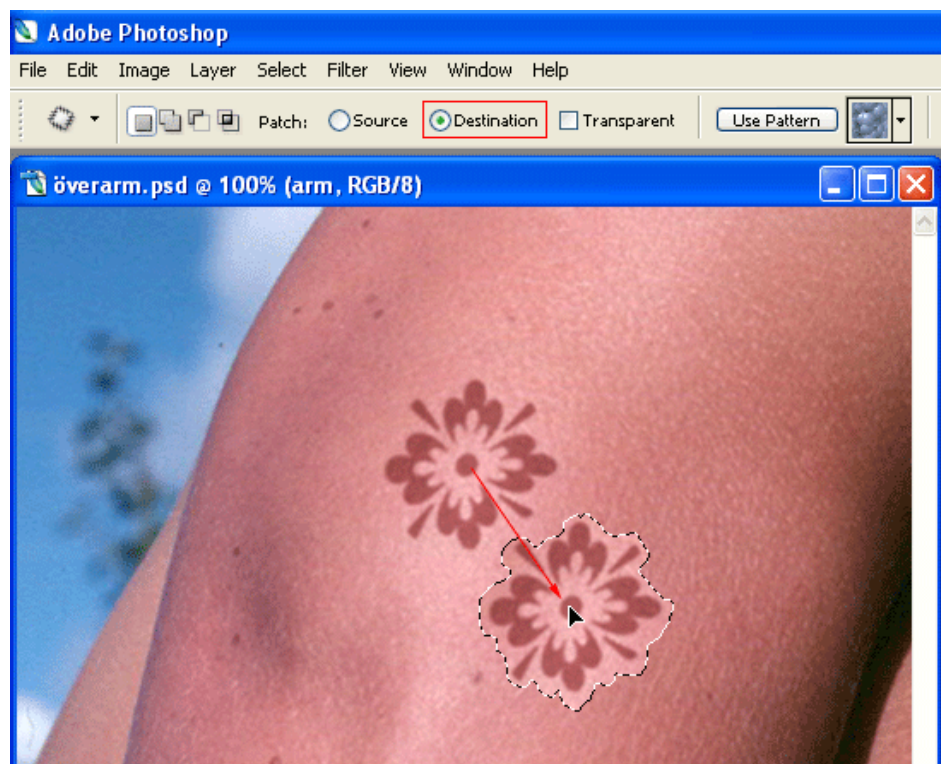 Adobe Photoshop
File Edit Image Layer Select Filter View Window Help
Patch: Source Destination Transparent Use Pattern
överarm.psd @ 100% (arm, RGB/8)